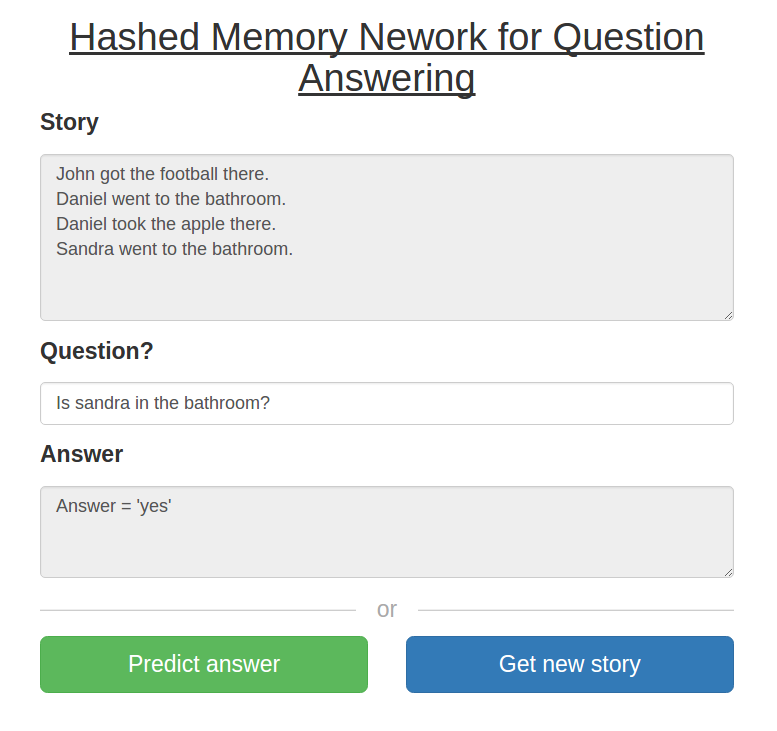 Hashed Memory Nework for Question
Answering
Story
John got the football there.
Daniel went to the bathroom.
Daniel took the apple there.
Sandra went to the bathroom.
Question?
Is sandra in the bathroom?
Answer
Answer = 'yes'
or
Predict answer
Get new story